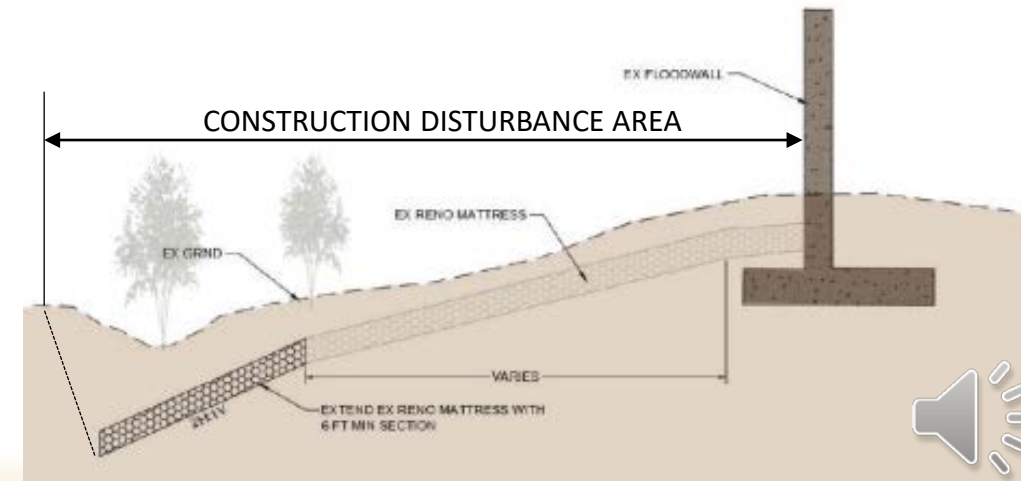 EX FLOODWALL
CONSTRUCTION DISTURBANCE AREA
EX RENO MATTRESS
EX GRND
VARIES
EXTEND EX RENO MATTRESS WITH
6 FT MIN SECTION